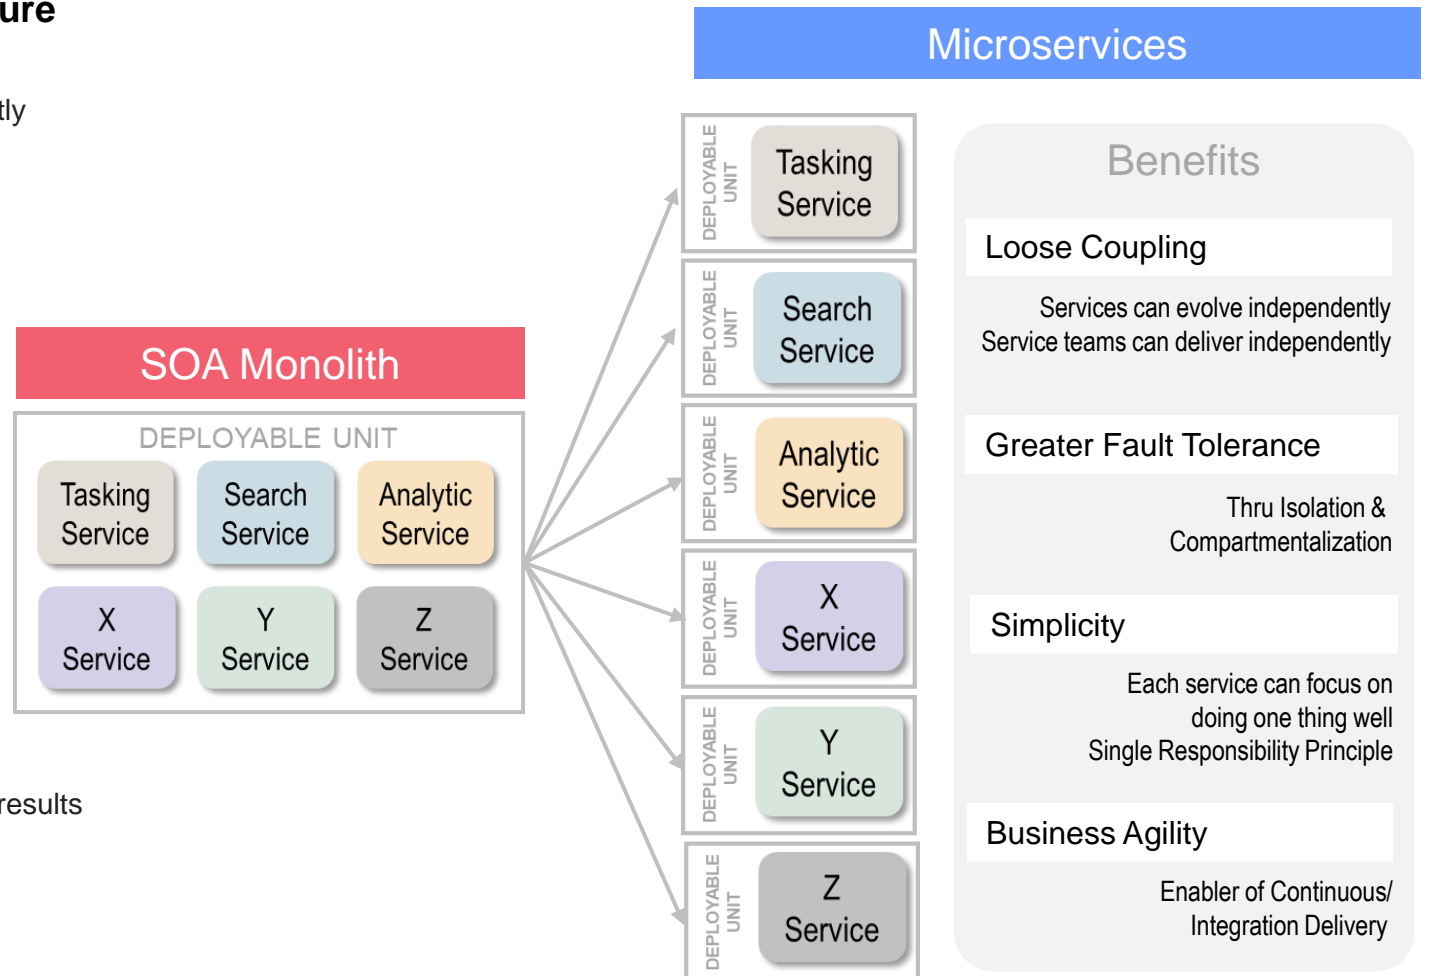 ure
tly
results
SOA Monolith
DEPLOYABLE UNIT
Tasking
Service
Search
Service
Analytic
Service
X
Service
Y
Service
Z
Service
Microservices
DEPLOYABLE
UNIT
Tasking
Service
DEPLOYABLE
UNIT
Search
Service
DEPLOYABLE
UNIT
Analytic
Service
DEPLOYABLE
UNIT
X
Service
DEPLOYABLE
UNIT
Y
Service
DEPLOYABLE
UNIT
Z
Service
Benefits
Loose Coupling
Services can evolve independently
Service teams can deliver independently
Greater Fault Tolerance
Thru Isolation &
Compartmentalization
Simplicity
Each service can focus on
doing one thing well
Single Responsibility Principle
Business Agility
Enabler of Continuous/
Integration Delivery